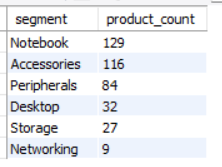 segment product_count
Notebook 129
Accessories 116
Peripherals 84
Desktop 32
Storage 27
Networking 9